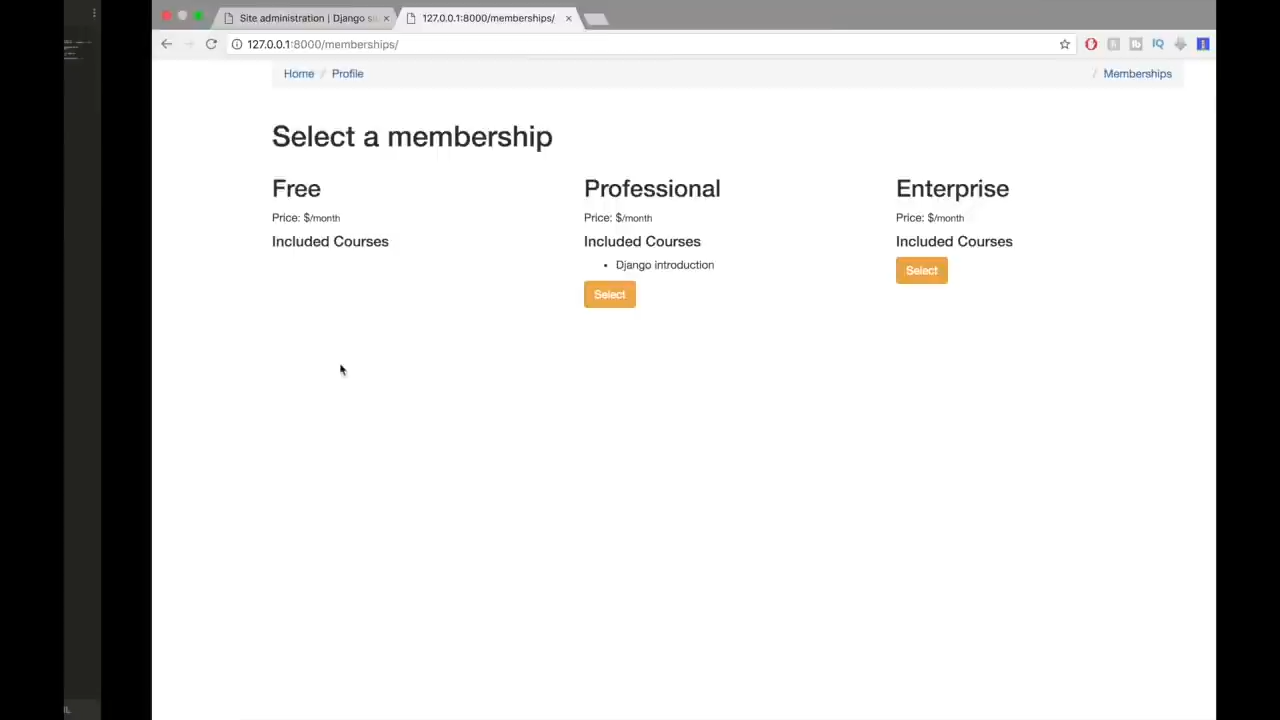 Site administration | Django s
127.0.0.1:8000/memberships/
127.0.0.1:8000/memberships/
Home / Profile / Memberships
Select a membership
Free
Price: $/month
Included Courses
Professional
Price: $/month
Included Courses
• Django introduction
Select
Enterprise
Price: $/month
Included Courses
Select